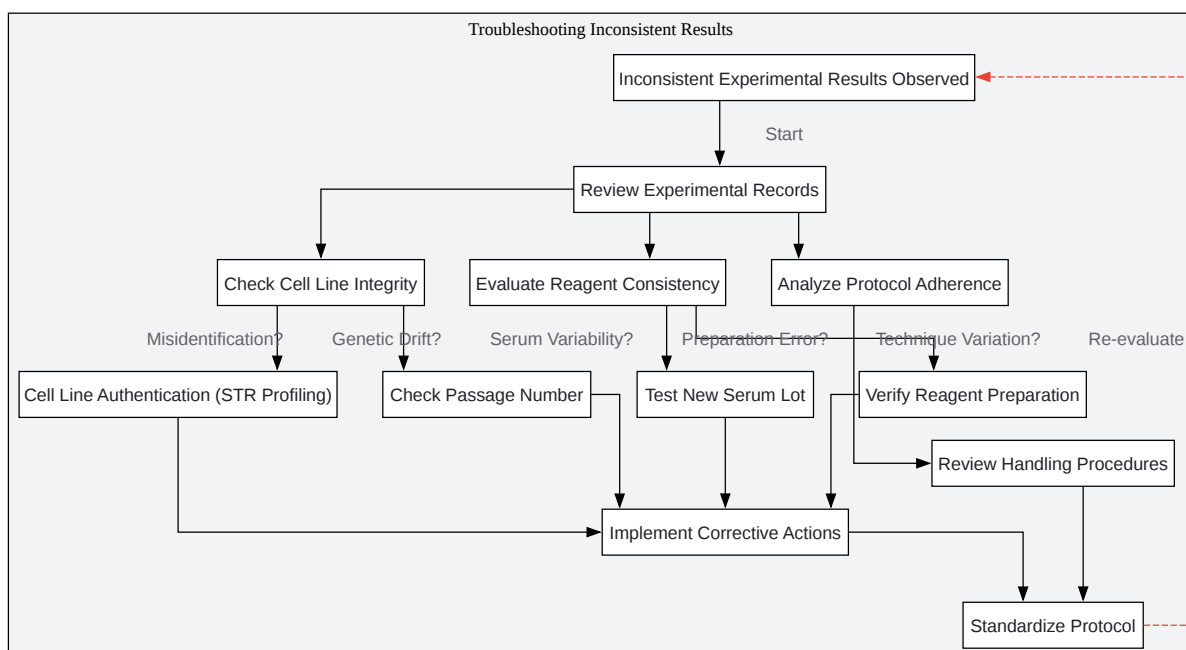 Troubleshooting Inconsistent Results
Inconsistent Experimental Results Observed
Start
Review Experimental Records
Check Cell Line Integrity
Evaluate Reagent Consistency
Analyze Protocol Adherence
Misidentification?
Genetic Drift?
Serum Variability?
Preparation Error?
Technique Variation?
Re-evaluate
Cell Line Authentication (STR Profiling)
Check Passage Number
Test New Serum Lot
Verify Reagent Preparation
Review Handling Procedures
Implement Corrective Actions
Standardize Protocol